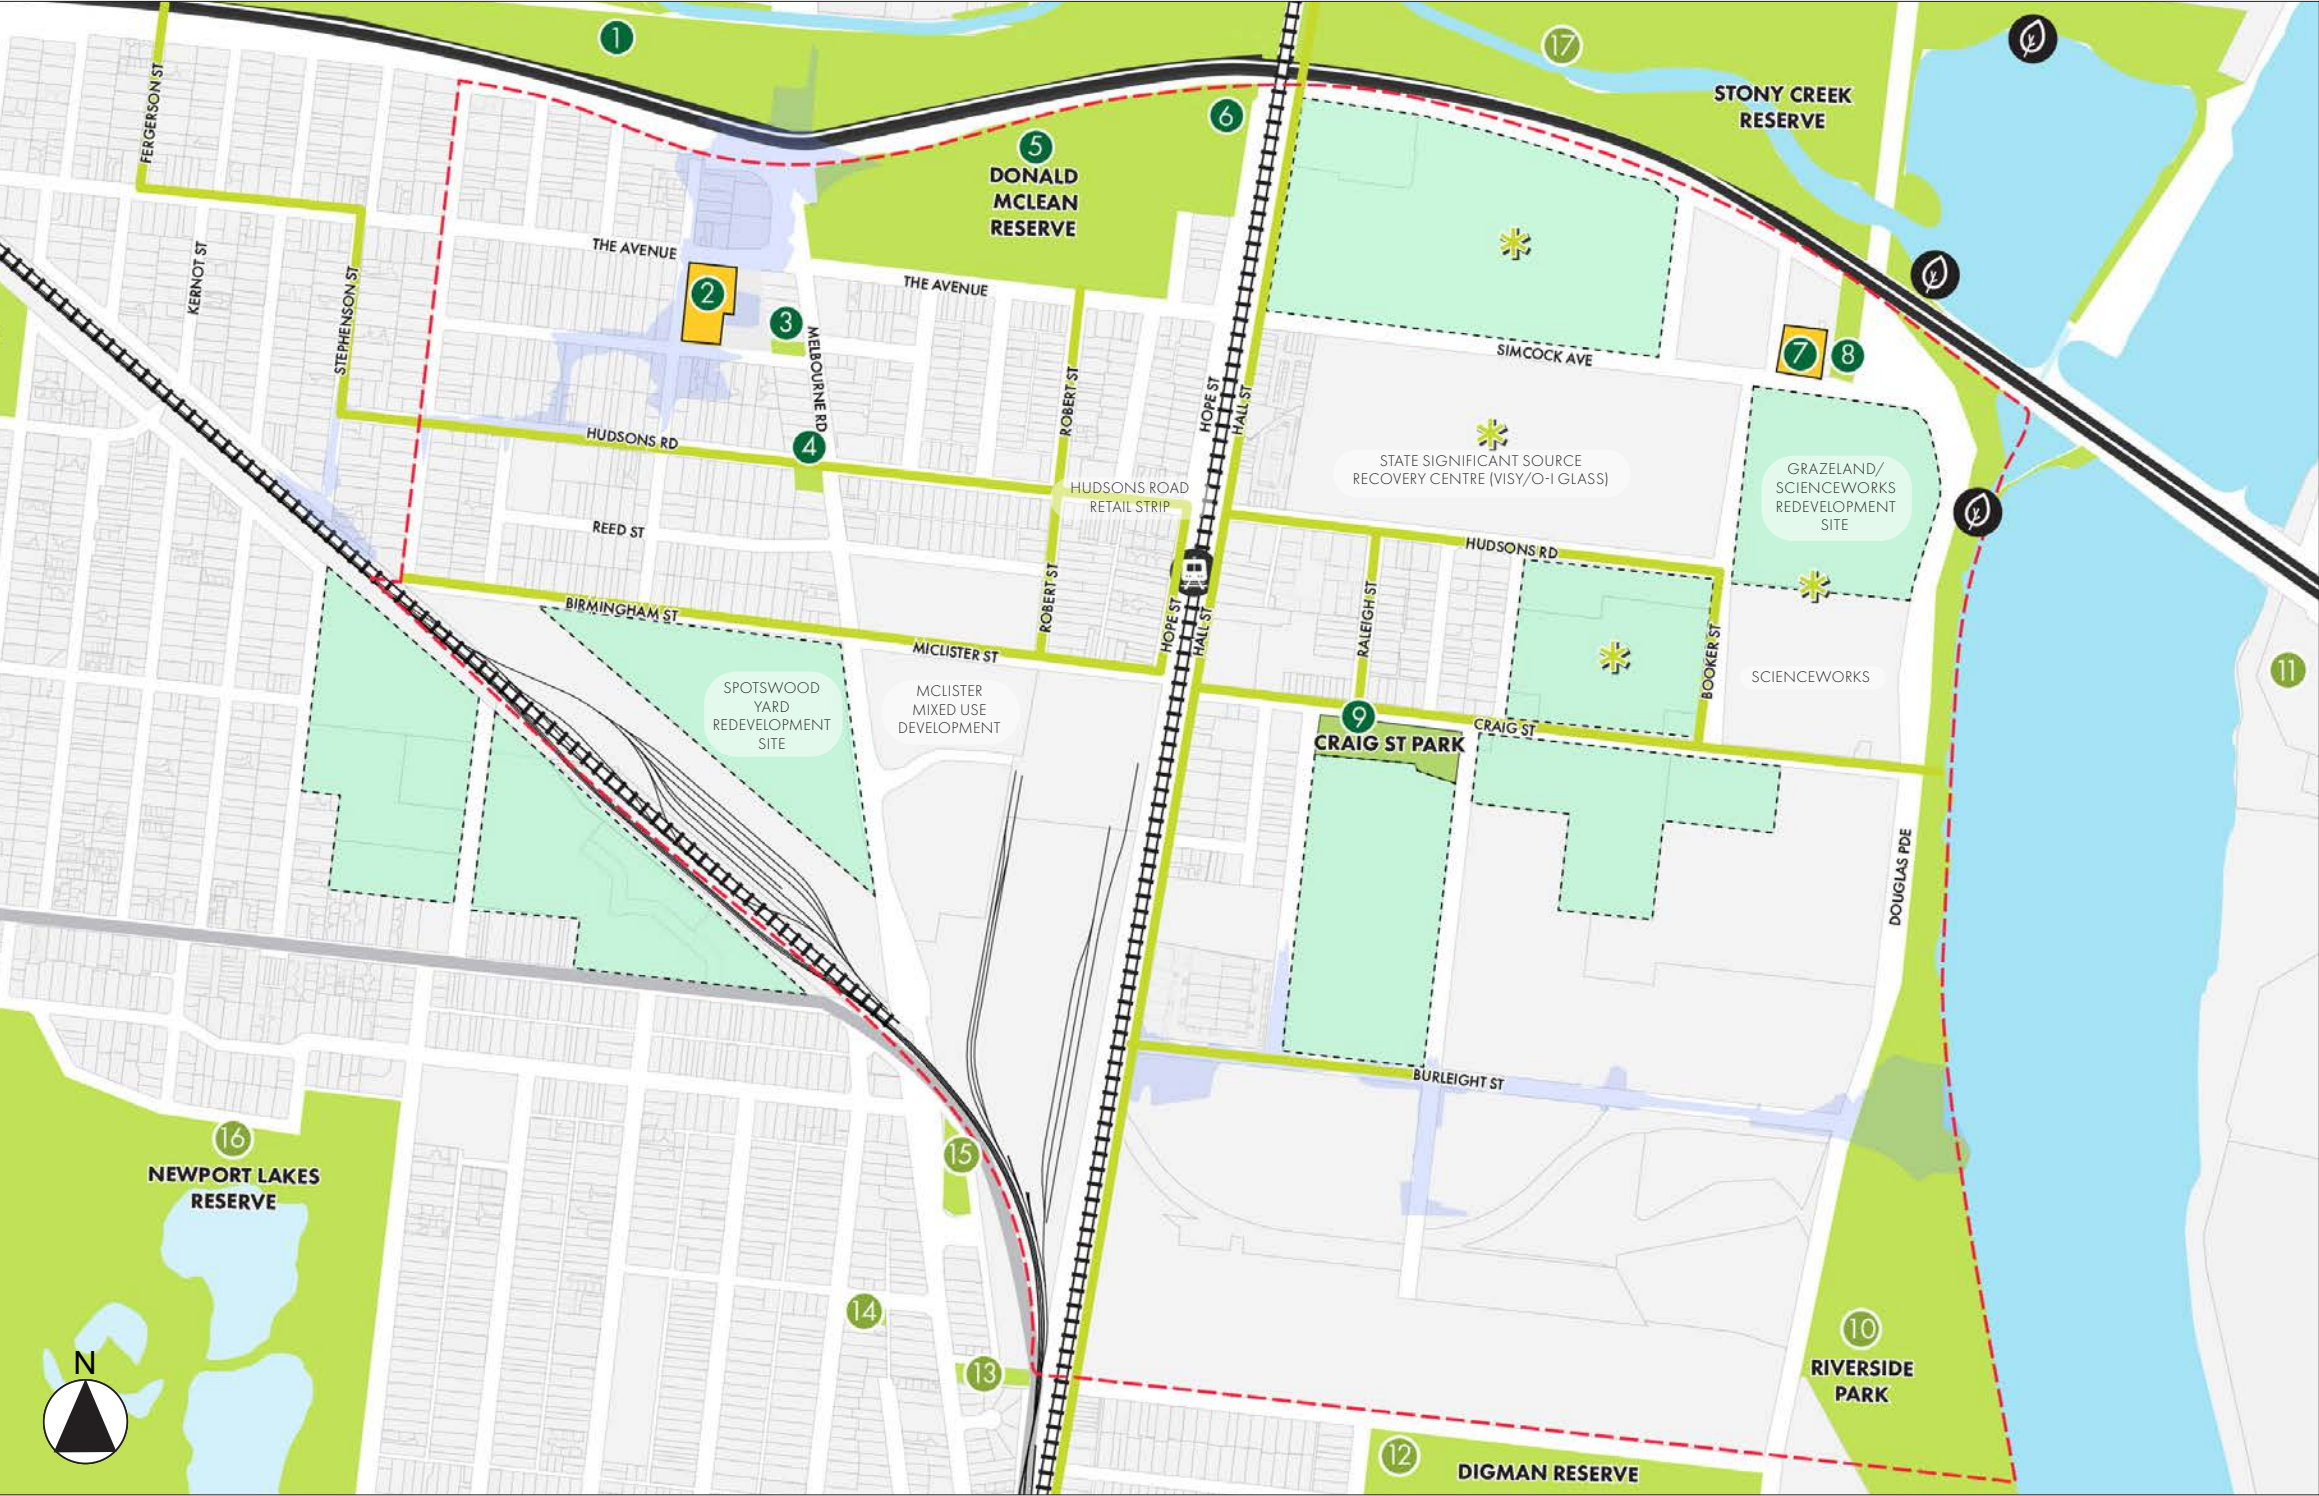 1
17
STONY CREEK
RESERVE
FERGERSON ST
6
5
DONALD
MCLEAN
RESERVE
THE AVENUE
THE AVENUE
KERNOT ST
STEPHENSON ST
2
3
MELBOURNE RD
ROBERT ST
HOPE ST
HALL ST
SIMCOCK AVE
7
8
4
HUDSONS RD
HUDSONS ROAD
RETAIL STRIP
STATE SIGNIFICANT SOURCE
RECOVERY CENTRE (VISY/O-I GLASS)
GRAZELAND/
SCIENCEWORKS
REDEVELOPMENT
SITE
REED ST
HUDSONS RD
BIRMINGHAM ST
ROBERT ST
HOPE ST
HALL ST
RALEIGH ST
BOOKER ST
MICLISTER ST
SCIENCEWORKS
11
SPOTSWOOD
YARD
REDEVELOPMENT
SITE
MCLISTER
MIXED USE
DEVELOPMENT
9
CRAIG ST PARK
CRAIG ST
DOUGLAS PDE
BURLEIGHT ST
16
NEWPORT LAKES
RESERVE
15
14
13
10
RIVERSIDE
PARK
N
12
DIGMAN RESERVE